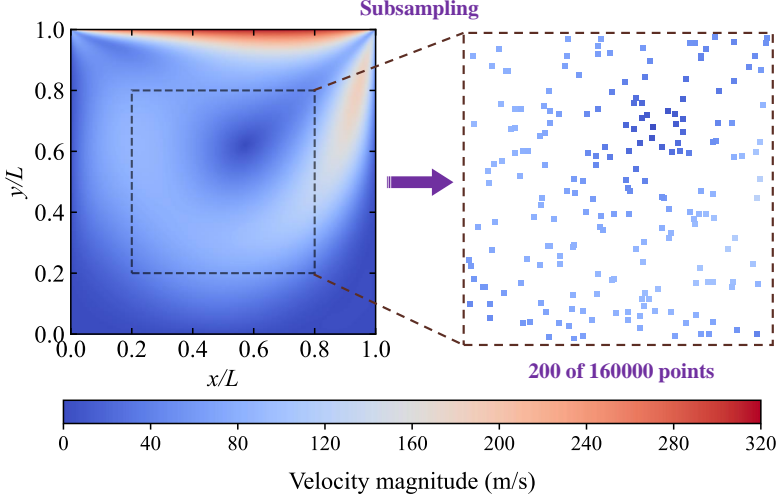 Subsampling
1.0
0.8
0.6
0.4
0.2
0.0
y/L
0.0 0.2 0.4 0.6 0.8 1.0
x/L
200 of 160000 points
0 40 80 120 160 200 240 280 320
Velocity magnitude (m/s)